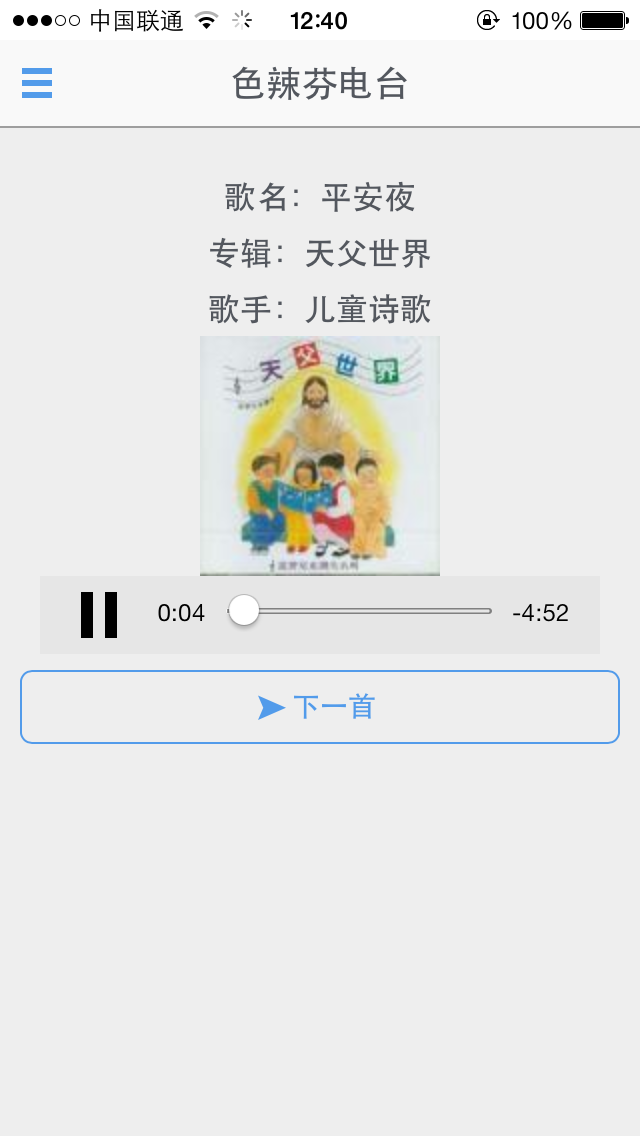 中国联通 12:40 100%
色辣芬电台
歌名：平安夜
专辑：天父世界
歌手：儿童诗歌
天父世界
0:04 -4:52
下一首